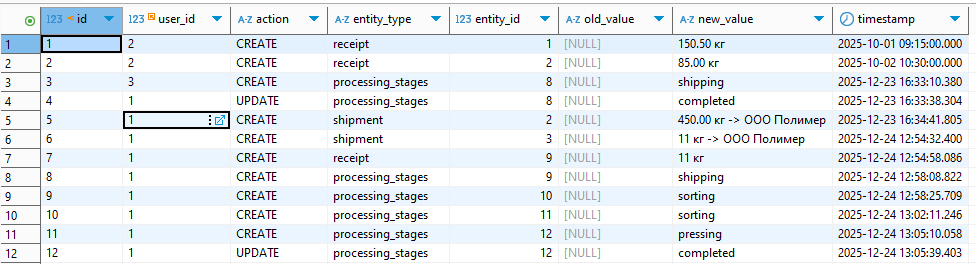 123 id 123 user_id A-Z action A-Z entity_type 123 entity_id A-Z old_value A-Z new_value timestamp
1 1 2 CREATE receipt 1 [NULL] 150.50 кг 2025-10-01 09:15:00.000
2 2 2 CREATE receipt 2 [NULL] 85.00 кг 2025-10-02 10:30:00.000
3 3 3 CREATE processing_stages 8 [NULL] shipping 2025-12-23 16:33:10.380
4 4 1 UPDATE processing_stages 8 [NULL] completed 2025-12-23 16:33:38.304
5 5 1 CREATE shipment 2 [NULL] 450.00 кг -> ООО Полимер 2025-12-23 16:34:41.805
6 6 1 CREATE shipment 3 [NULL] 11 кг -> ООО Полимер 2025-12-24 12:54:32.400
7 7 1 CREATE receipt 9 [NULL] 11 кг 2025-12-24 12:54:58.086
8 8 1 CREATE processing_stages 9 [NULL] shipping 2025-12-24 12:58:08.822
9 9 1 CREATE processing_stages 10 [NULL] sorting 2025-12-24 12:58:25.709
10 10 1 CREATE processing_stages 11 [NULL] sorting 2025-12-24 13:02:11.246
11 11 1 CREATE processing_stages 12 [NULL] pressing 2025-12-24 13:05:10.058
12 12 1 UPDATE processing_stages 12 [NULL] completed 2025-12-24 13:05:39.403